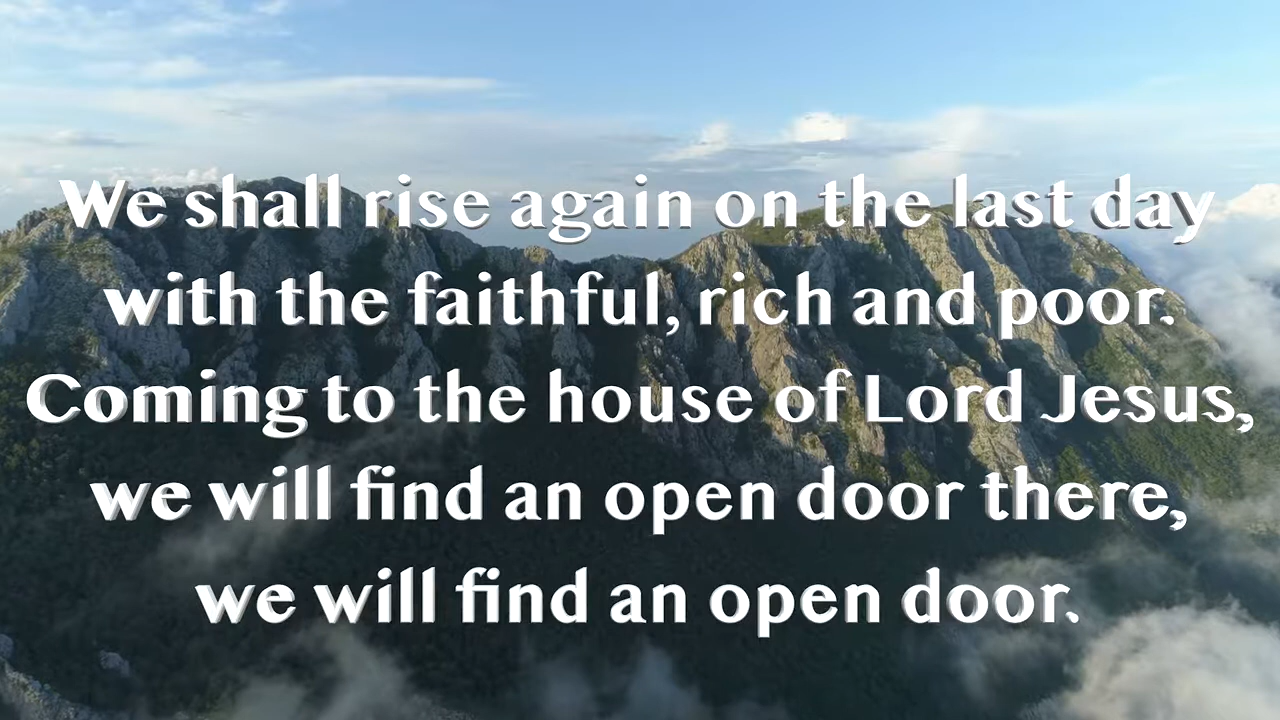 We shall rise again on the last day
with the faithful, rich and poor.
Coming to the house of Lord Jesus,
we will find an open door there,
we will find an open door.